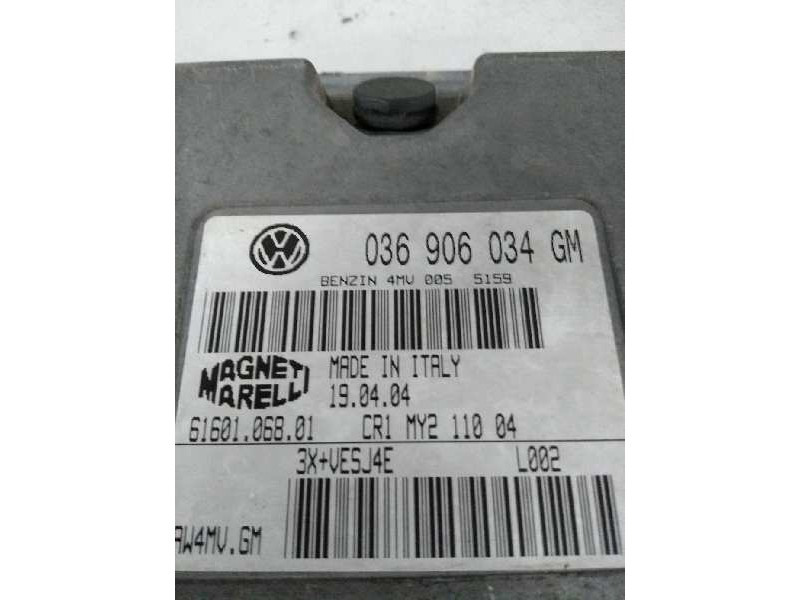 VW
036 906 034 GM
BENZIN 4MV 005 5159
MAGNETI MARELLI
MADE IN ITALY
19.04.04
61601.068.01 CR1 MY2 110 04
3X+VESJ4E L002
AW4MV.GM